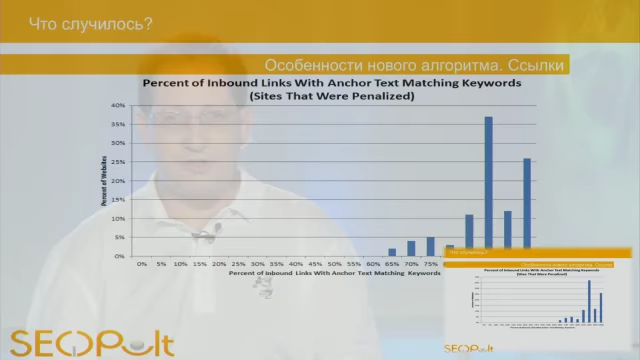 Что случилось?
Особенности нового алгоритма. Ссылки
Percent of Inbound Links With Anchor Text Matching Keywords
(Sites That Were Penalized)
40%
35%
30%
25%
20%
15%
10%
5%
0%
Percent of Websites
0% 5% 10% 15% 20% 25% 30% 35% 40% 45% 50% 55% 60% 65% 70% 75%
Percent of Inbound Links With Anchor Text Matching Keywords
SEOPult
Что случилось?
Особенности нового алгоритма. Ссылки
Percent of Inbound Links With Anchor Text Matching Keywords
(Sites That Were Penalized)
SEOPult